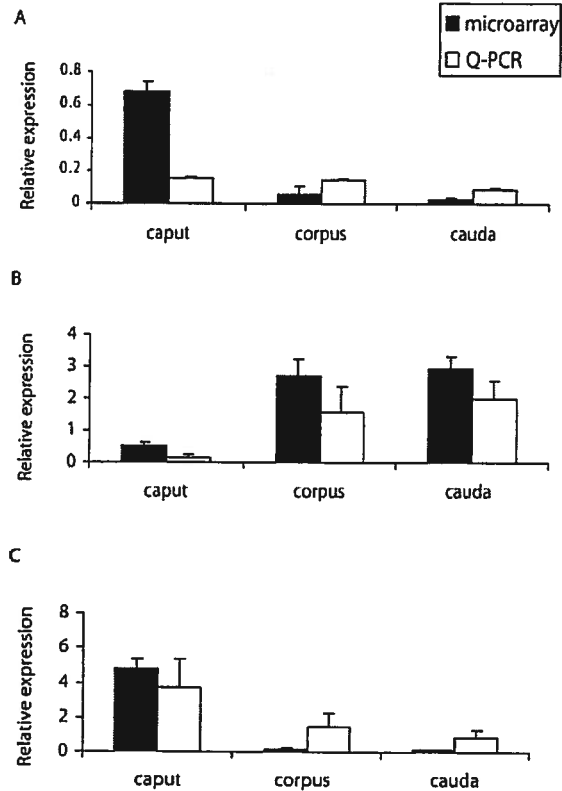 A
microarray
Q-PCR
Relative expression
0.8
0.6
0.4
0.2
0
caput corpus cauda
B
Relative expression
4
3
2
1
0
caput corpus cauda
C
Relative expression
8
6
4
2
0
caput corpus cauda